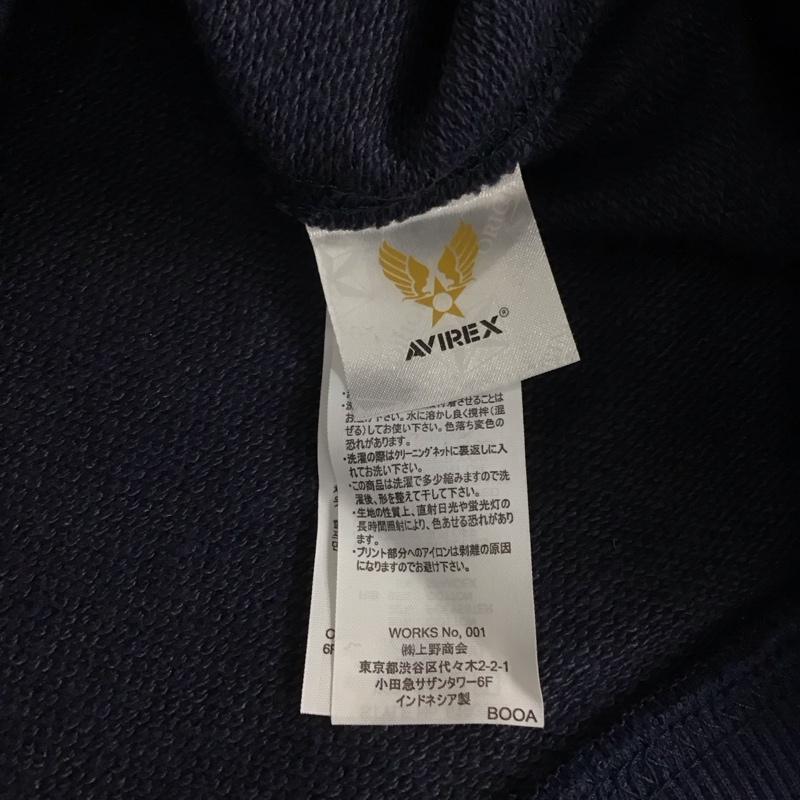 AVIREX®
着させることは
お避け下さい。水に溶かし良く撹拌(混
ぜる)してお使い下さい。色落ち変色の
恐れがあります。
・洗濯の際はクリーニングネットに裏返しに入
れてお洗い下さい。
・この商品は洗濯で多少縮みますので洗
濯後、形を整えて干して下さい。
・生地の性質上、直射日光や蛍光灯の
長時間照射により、色あせる恐れがあり
ます。
・プリント部分へのアイロンは剥離の原因
になりますのでお避け下さい。
WORKS No, 001
㈱上野商会
東京都渋谷区代々木2-2-1
小田急サザンタワー6F
インドネシア製
BOOA